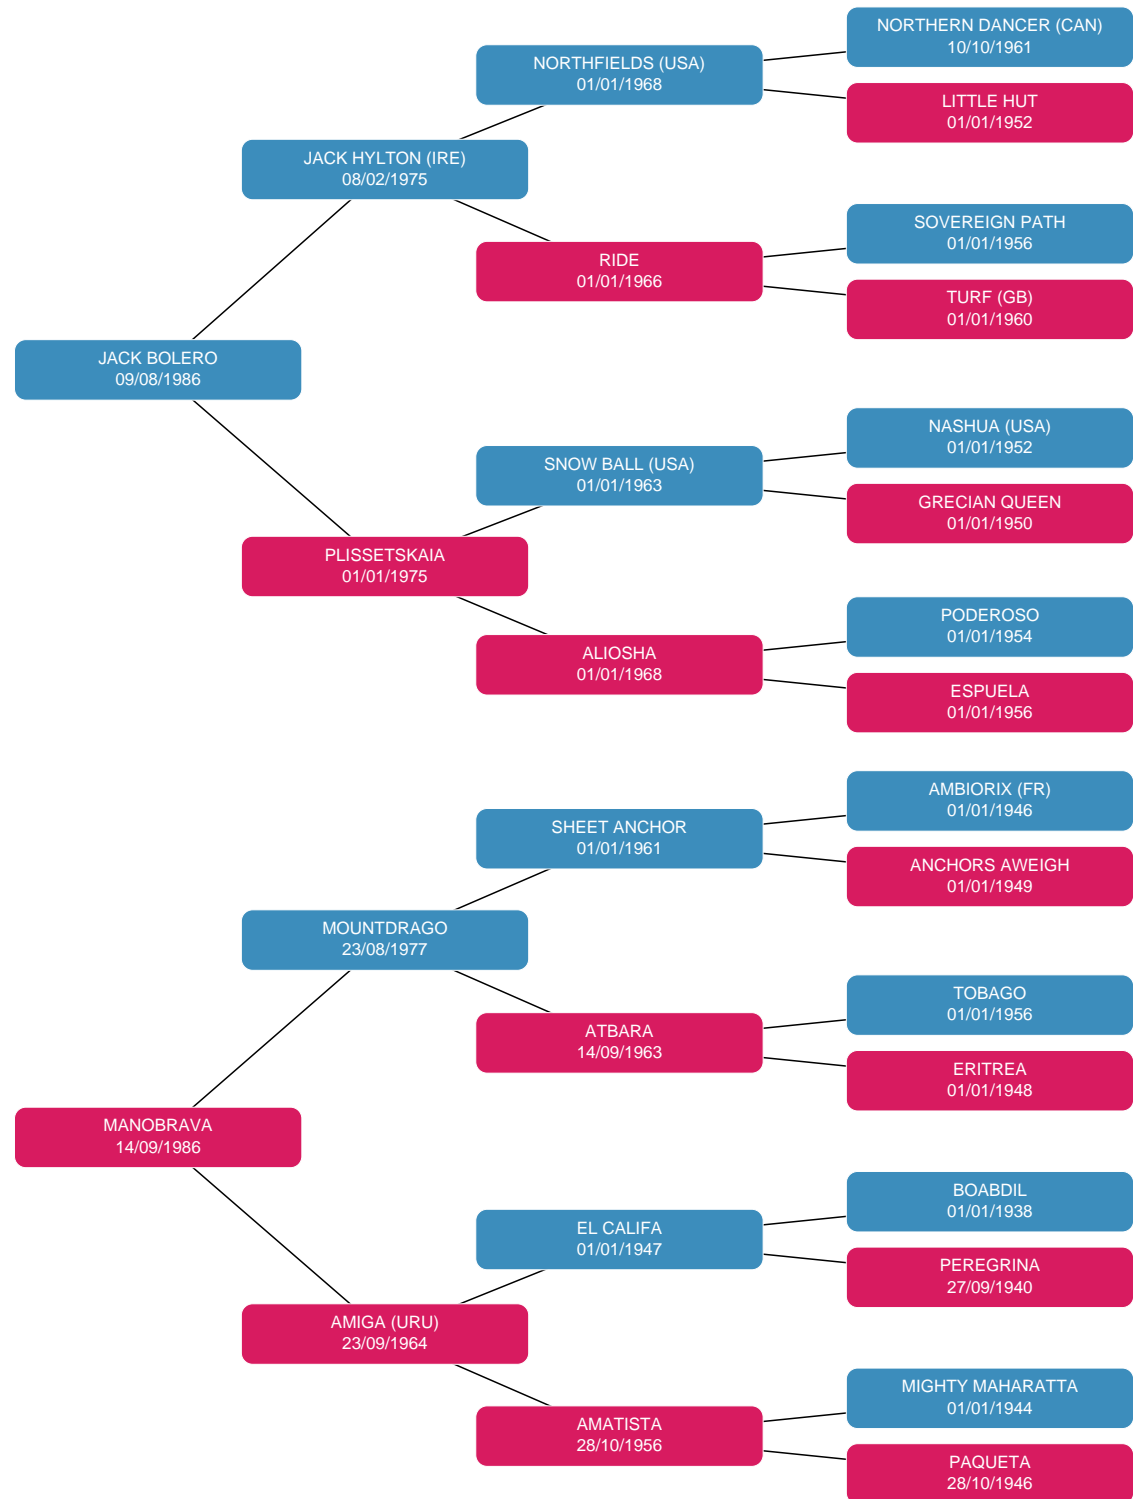 NORTHERN DANCER (CAN)
10/10/1961
NORTHFIELDS (USA)
01/01/1968
LITTLE HUT
01/01/1952
JACK HYLTON (IRE)
08/02/1975
SOVEREIGN PATH
01/01/1956
RIDE
01/01/1966
TURF (GB)
01/01/1960
JACK BOLERO
09/08/1986
NASHUA (USA)
01/01/1952
SNOW BALL (USA)
01/01/1963
GRECIAN QUEEN
01/01/1950
PLISSETSKAIA
01/01/1975
PODEROSO
01/01/1954
ALIOSHA
01/01/1968
ESPUELA
01/01/1956
AMBIORIX (FR)
01/01/1946
SHEET ANCHOR
01/01/1961
ANCHORS AWEIGH
01/01/1949
MOUNTDRAGO
23/08/1977
TOBAGO
01/01/1956
ATBARA
14/09/1963
ERITREA
01/01/1948
MANOBRAVA
14/09/1986
BOABDIL
01/01/1938
EL CALIFA
01/01/1947
PEREGRINA
27/09/1940
AMIGA (URU)
23/09/1964
MIGHTY MAHARATTA
01/01/1944
AMATISTA
28/10/1956
PAQUETA
28/10/1946